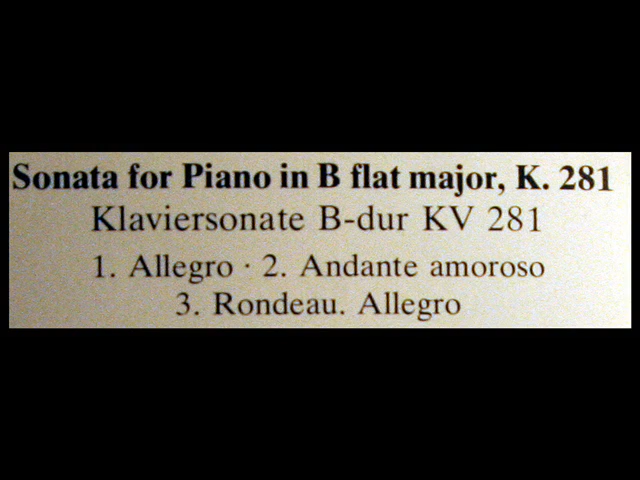 Sonata for Piano in B flat major, K. 281
Klaviersonate B-dur KV 281
1. Allegro · 2. Andante amoroso
3. Rondeau. Allegro